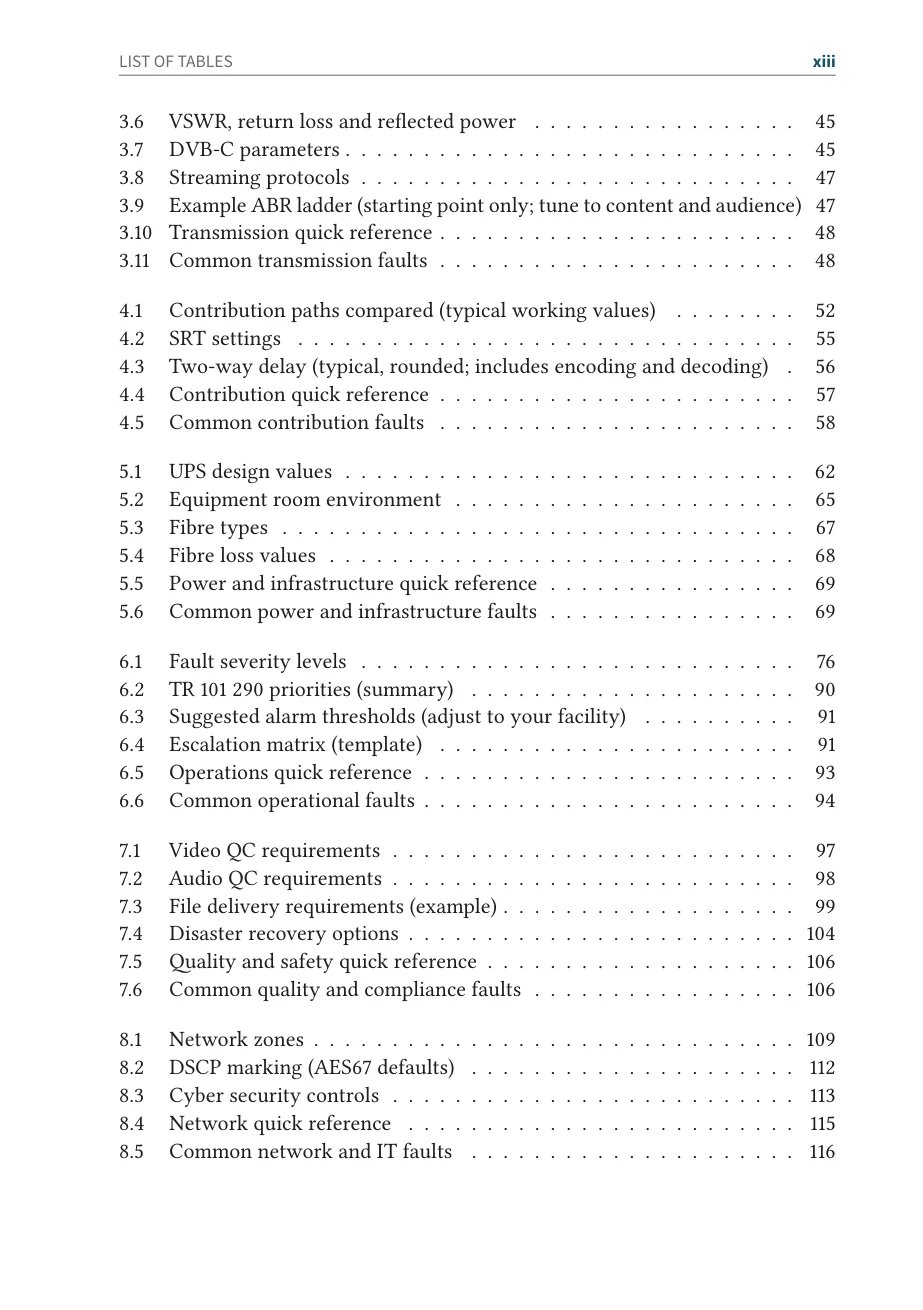 LIST OF TABLES xiii
3.6 VSWR, return loss and reflected power . . . . . . . . . . . . . . . . . 45
3.7 DVB-C parameters . . . . . . . . . . . . . . . . . . . . . . . . . . . . . 45
3.8 Streaming protocols . . . . . . . . . . . . . . . . . . . . . . . . . . . . 47
3.9 Example ABR ladder (starting point only; tune to content and audience) 47
3.10 Transmission quick reference . . . . . . . . . . . . . . . . . . . . . . . 48
3.11 Common transmission faults . . . . . . . . . . . . . . . . . . . . . . . 48
4.1 Contribution paths compared (typical working values) . . . . . . . . 52
4.2 SRT settings . . . . . . . . . . . . . . . . . . . . . . . . . . . . . . . . 55
4.3 Two-way delay (typical, rounded; includes encoding and decoding) . 56
4.4 Contribution quick reference . . . . . . . . . . . . . . . . . . . . . . . 57
4.5 Common contribution faults . . . . . . . . . . . . . . . . . . . . . . . 58
5.1 UPS design values . . . . . . . . . . . . . . . . . . . . . . . . . . . . . 62
5.2 Equipment room environment . . . . . . . . . . . . . . . . . . . . . . 65
5.3 Fibre types . . . . . . . . . . . . . . . . . . . . . . . . . . . . . . . . . 67
5.4 Fibre loss values . . . . . . . . . . . . . . . . . . . . . . . . . . . . . . 68
5.5 Power and infrastructure quick reference . . . . . . . . . . . . . . . . 69
5.6 Common power and infrastructure faults . . . . . . . . . . . . . . . . 69
6.1 Fault severity levels . . . . . . . . . . . . . . . . . . . . . . . . . . . . 76
6.2 TR 101 290 priorities (summary) . . . . . . . . . . . . . . . . . . . . . 90
6.3 Suggested alarm thresholds (adjust to your facility) . . . . . . . . . . 91
6.4 Escalation matrix (template) . . . . . . . . . . . . . . . . . . . . . . . 91
6.5 Operations quick reference . . . . . . . . . . . . . . . . . . . . . . . . 93
6.6 Common operational faults . . . . . . . . . . . . . . . . . . . . . . . . 94
7.1 Video QC requirements . . . . . . . . . . . . . . . . . . . . . . . . . . 97
7.2 Audio QC requirements . . . . . . . . . . . . . . . . . . . . . . . . . . 98
7.3 File delivery requirements (example) . . . . . . . . . . . . . . . . . . . 99
7.4 Disaster recovery options . . . . . . . . . . . . . . . . . . . . . . . . . 104
7.5 Quality and safety quick reference . . . . . . . . . . . . . . . . . . . . 106
7.6 Common quality and compliance faults . . . . . . . . . . . . . . . . . 106
8.1 Network zones . . . . . . . . . . . . . . . . . . . . . . . . . . . . . . . 109
8.2 DSCP marking (AES67 defaults) . . . . . . . . . . . . . . . . . . . . . 112
8.3 Cyber security controls . . . . . . . . . . . . . . . . . . . . . . . . . . 113
8.4 Network quick reference . . . . . . . . . . . . . . . . . . . . . . . . . 115
8.5 Common network and IT faults . . . . . . . . . . . . . . . . . . . . . 116